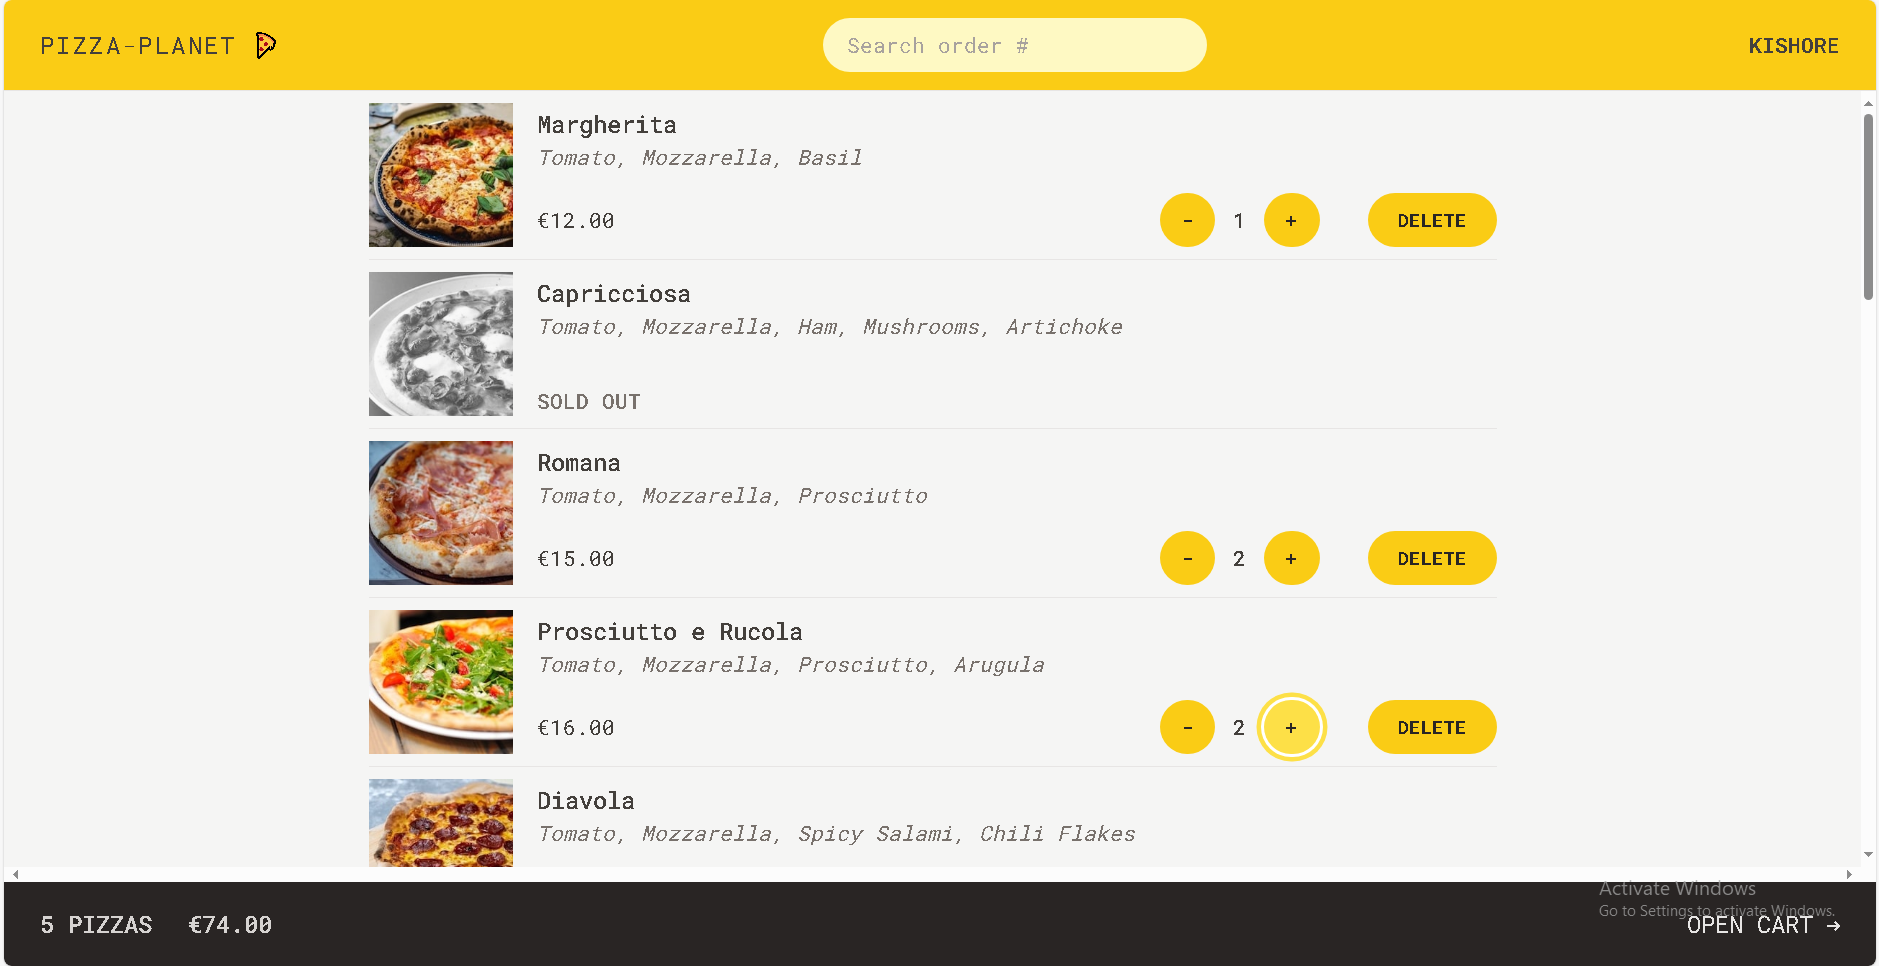 PIZZA-PLANET
Search order #
KISHORE
Margherita
Tomato, Mozzarella, Basil
€12.00
- 1 + DELETE
Capricciosa
Tomato, Mozzarella, Ham, Mushrooms, Artichoke
SOLD OUT
Romana
Tomato, Mozzarella, Prosciutto
€15.00
- 2 + DELETE
Prosciutto e Rucola
Tomato, Mozzarella, Prosciutto, Arugula
€16.00
- 2 + DELETE
Diavola
Tomato, Mozzarella, Spicy Salami, Chili Flakes
5 PIZZAS €74.00
Activate Windows
Go to Settings to activate Windows.
OPEN CART →